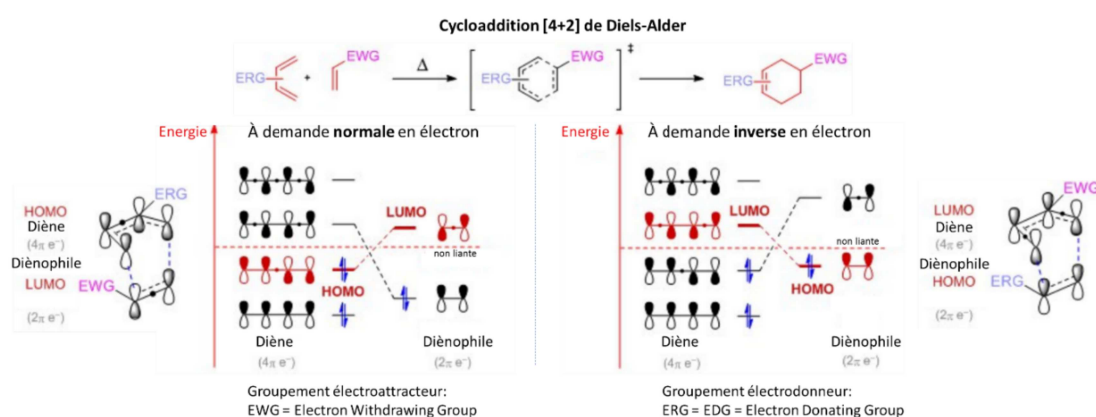 Cycloaddition [4+2] de Diels-Alder
ERG
+
EWG
Δ
ERG
EWG
‡
ERG
EWG
Energie
À demande normale en électron
Energie
À demande inverse en électron
ERG
HOMO
Diène
(4π e⁻)
Diènophile
LUMO
EWG
(2π e⁻)
LUMO
non liante
HOMO
Diène
(4π e⁻)
Diènophile
(2π e⁻)
LUMO
non liante
HOMO
Diène
(4π e⁻)
Diènophile
(2π e⁻)
EWG
LUMO
Diène
(4π e⁻)
Diènophile
HOMO
ERG
(2π e⁻)
Groupement électroattracteur:
EWG = Electron Withdrawing Group
Groupement électrodonneur:
ERG = EDG = Electron Donating Group